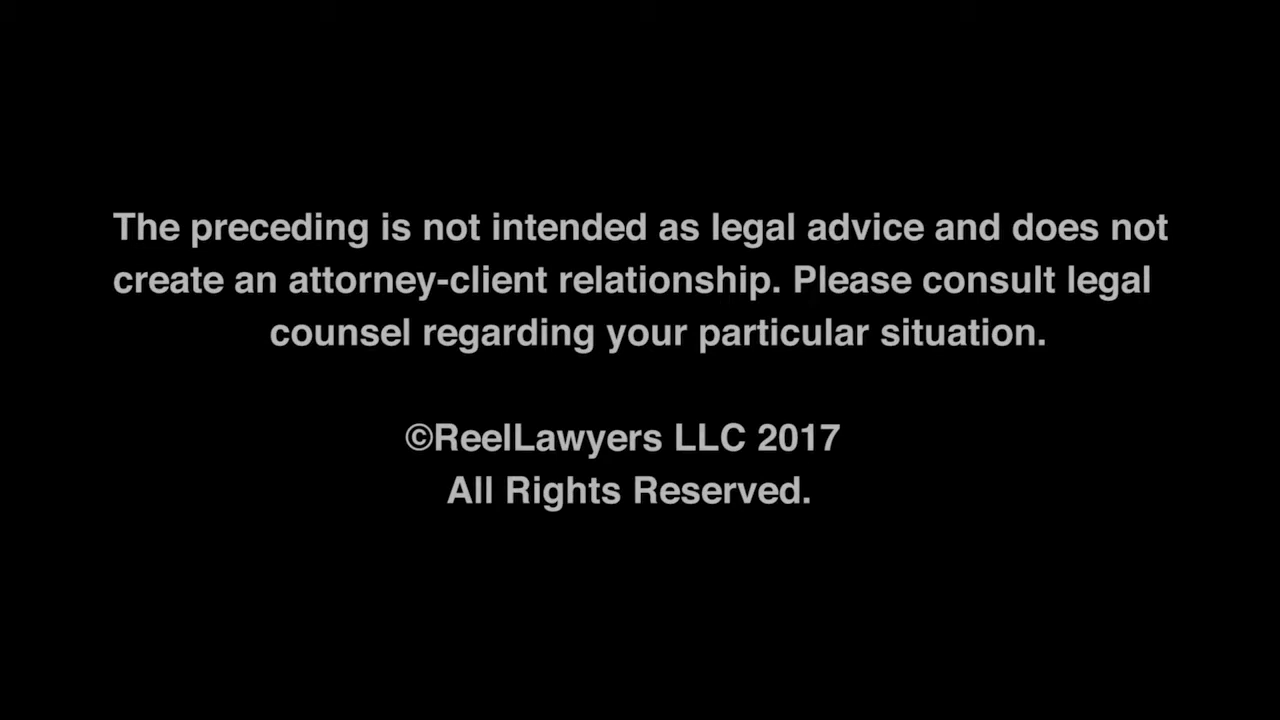 The preceding is not intended as legal advice and does not
create an attorney-client relationship. Please consult legal
counsel regarding your particular situation.
©ReelLawyers LLC 2017
All Rights Reserved.